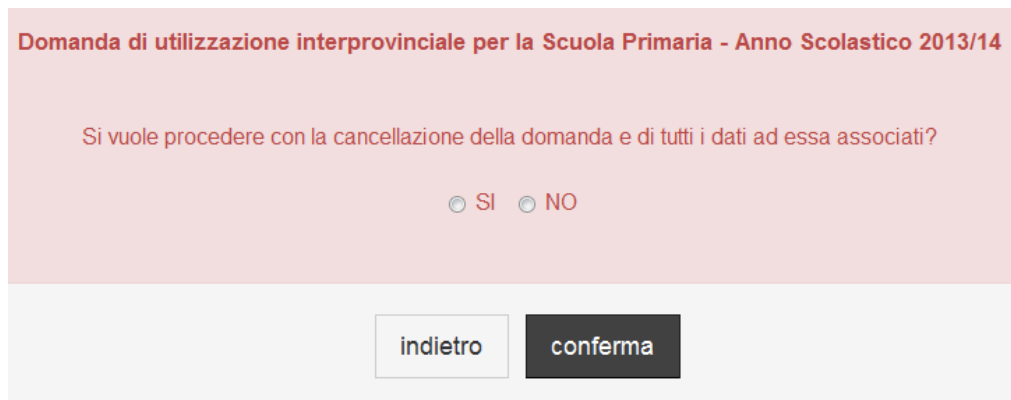 Domanda di utilizzazione interprovinciale per la Scuola Primaria - Anno Scolastico 2013/14
Si vuole procedere con la cancellazione della domanda e di tutti i dati ad essa associati?
SI NO
indietro conferma